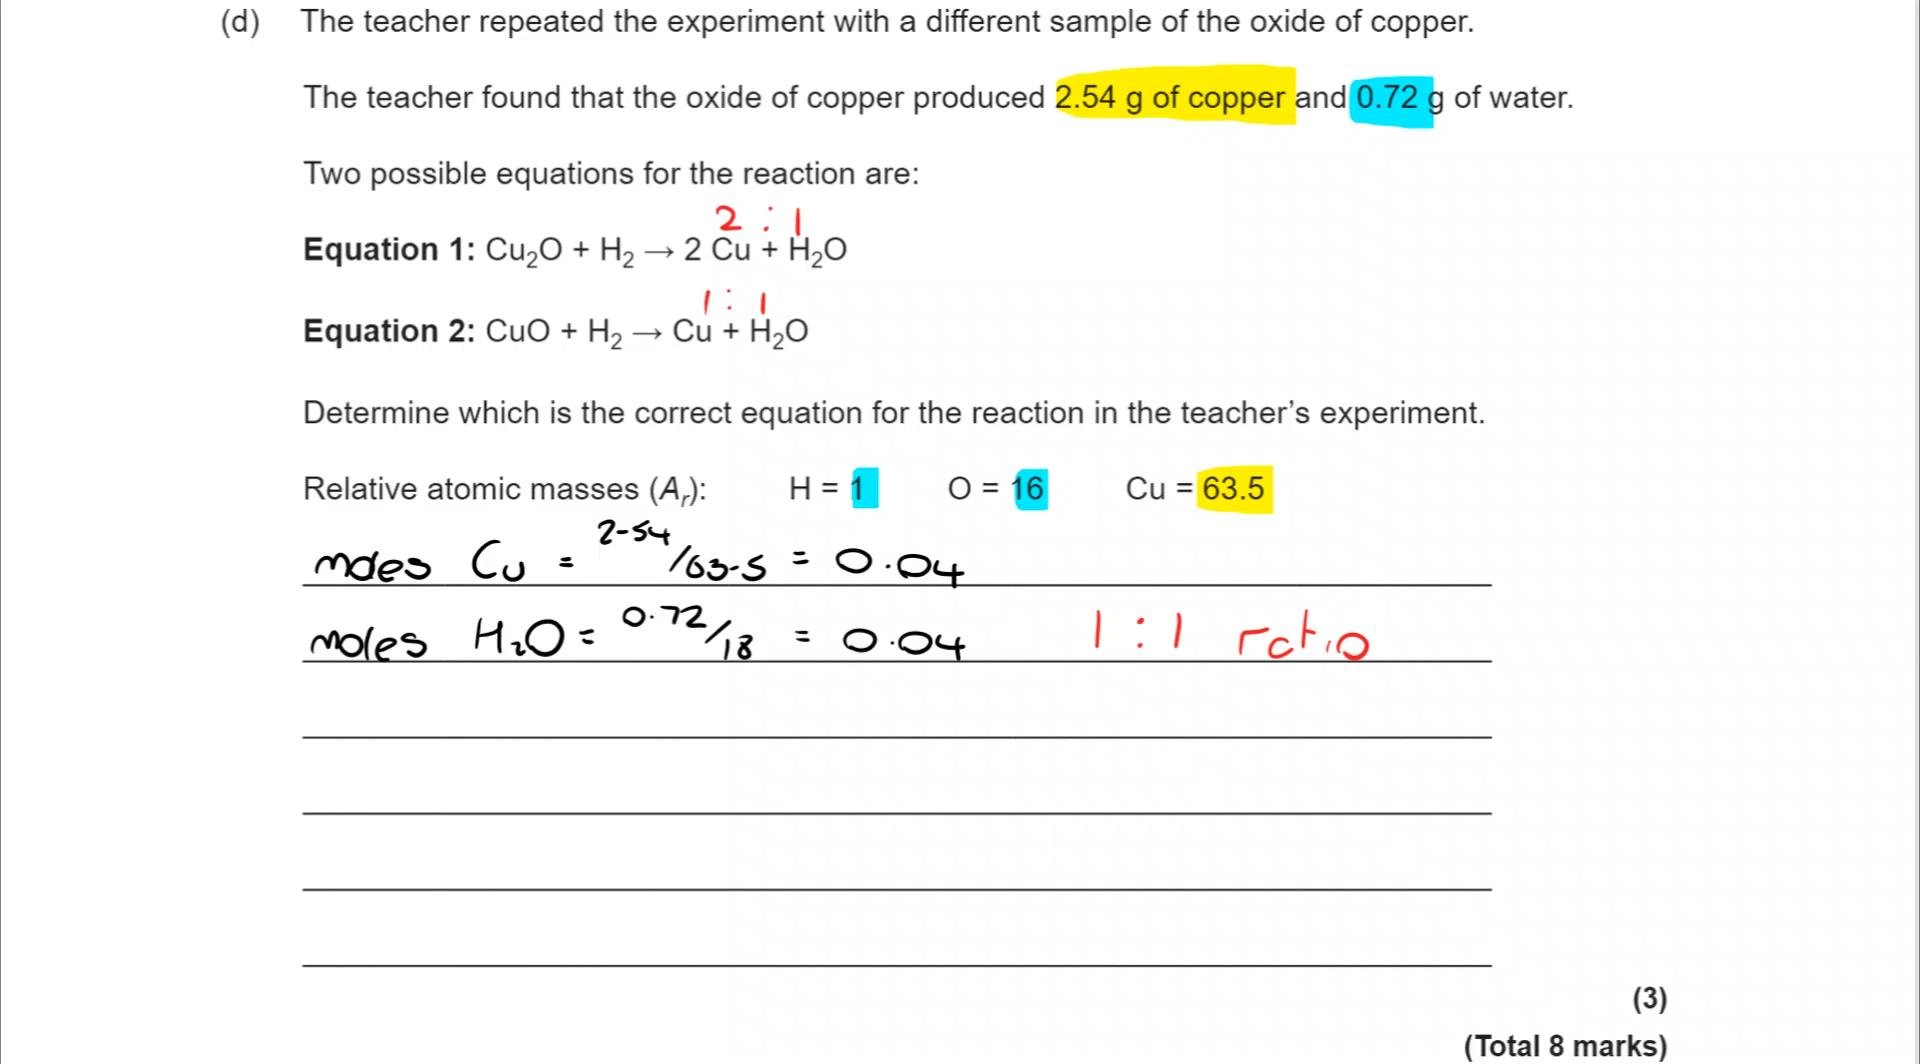 (d) The teacher repeated the experiment with a different sample of the oxide of copper.
The teacher found that the oxide of copper produced 2.54 g of copper and 0.72 g of water.
Two possible equations for the reaction are:
2 : 1
Equation 1: Cu₂O + H₂ → 2 Cu + H₂O
1 : 1
Equation 2: CuO + H₂ → Cu + H₂O
Determine which is the correct equation for the reaction in the teacher's experiment.
Relative atomic masses (Aᵣ): H = 1 O = 16 Cu = 63.5
moles Cu = 2.54/63.5 = 0.04
moles H₂O = 0.72/18 = 0.04 1 : 1 ratio
(3)
(Total 8 marks)